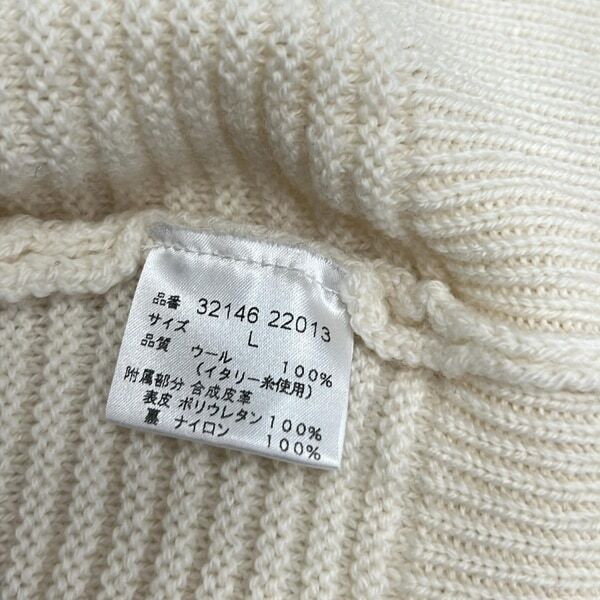 品番 32146 22013
サイズ L
品質 ウール 100%
(イタリー糸使用)
附属部分 合成皮革
表皮 ポリウレタン 100%
裏 ナイロン 100%